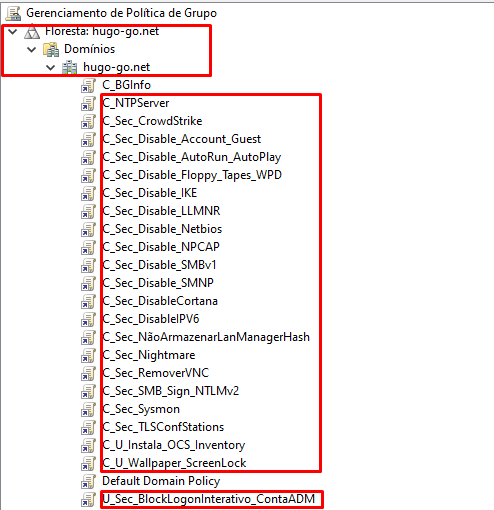 Gerenciamento de Política de Grupo
Floresta: hugo-go.net
Domínios
hugo-go.net
C_BGInfo
C_NTPServer
C_Sec_CrowdStrike
C_Sec_Disable_Account_Guest
C_Sec_Disable_AutoRun_AutoPlay
C_Sec_Disable_Floppy_Tapes_WPD
C_Sec_Disable_IKE
C_Sec_Disable_LLMNR
C_Sec_Disable_Netbios
C_Sec_Disable_NPCAP
C_Sec_Disable_SMBv1
C_Sec_Disable_SMNP
C_Sec_DisableCortana
C_Sec_DisableIPV6
C_Sec_NãoArmazenarLanManagerHash
C_Sec_Nightmare
C_Sec_RemoverVNC
C_Sec_SMB_Sign_NTLMv2
C_Sec_Sysmon
C_Sec_TLSConfStations
C_U_Instala_OCS_Inventory
C_U_Wallpaper_ScreenLock
Default Domain Policy
U_Sec_BlockLogonInterativo_ContaADM